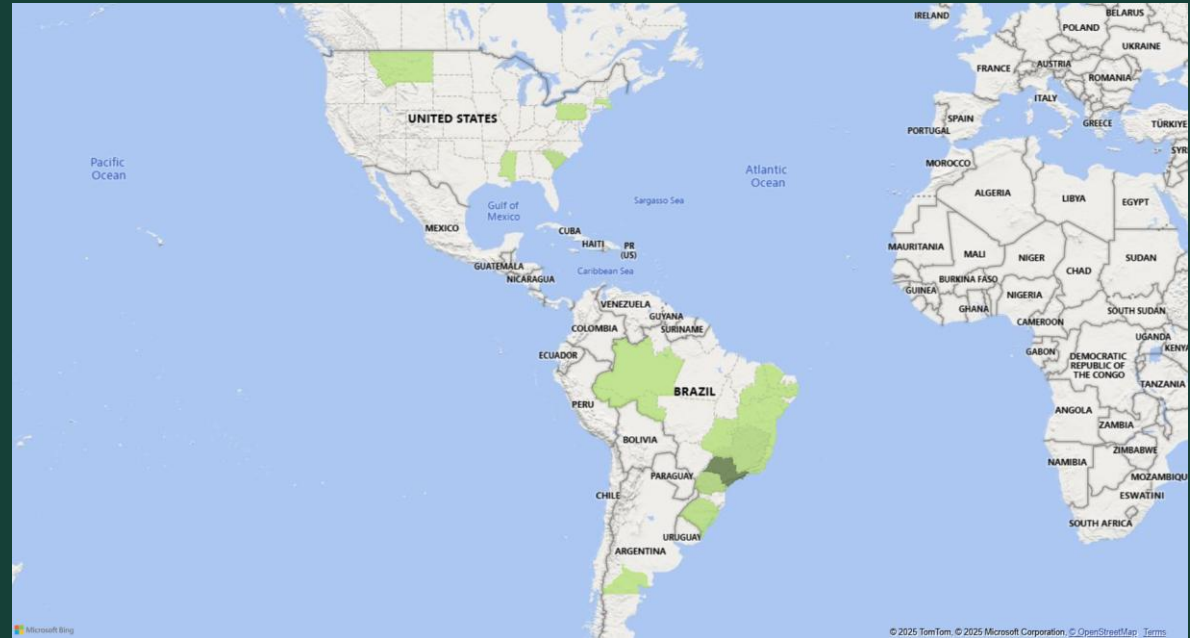 IRELAND
BELARUS
POLAND
UKRAINE
FRANCE
AUSTRIA
ROMANIA
ITALY
SPAIN
PORTUGAL
GREECE
TÜRKIYE
UNITED STATES
Pacific
Ocean
Atlantic
Ocean
MOROCCO
ALGERIA
LIBYA
EGYPT
Gulf of
Mexico
Sargasso Sea
MEXICO
CUBA
HAITI
PR
(US)
GUATEMALA
NICARAGUA
Caribbean Sea
MAURITANIA
MALI
NIGER
CHAD
SUDAN
BURKINA FASO
GUINEA
GHANA
NIGERIA
SOUTH SUDAN
CAMEROON
UGANDA
GABON
DEMOCRATIC
REPUBLIC OF
THE CONGO
TANZANIA
VENEZUELA
GUYANA
COLOMBIA
SURINAME
ECUADOR
BRAZIL
PERU
BOLIVIA
PARAGUAY
CHILE
URUGUAY
ARGENTINA
ANGOLA
ZAMBIA
ZIMBABWE
NAMIBIA
MOZAMBIQU
ESWATINI
SOUTH AFRICA
Microsoft Bing
© 2025 TomTom, © 2025 Microsoft Corporation, © OpenStreetMap Terms